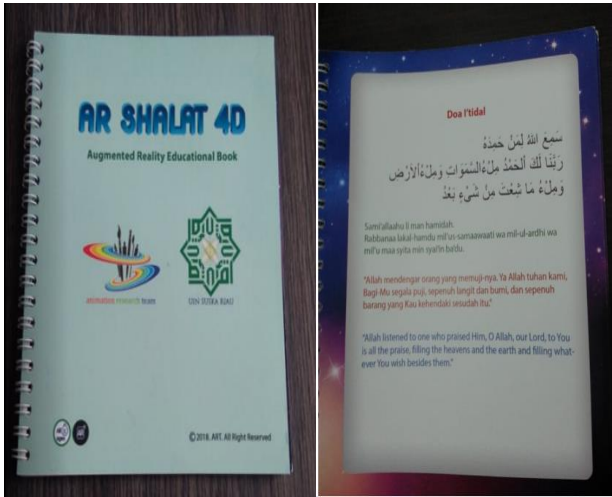 AR SHALAT 4D
Augmented Reality Educational Book
animation research team
UIN SUSKA RIAU
©2018. ART. All Right Reserved
Doa I'tidal
سَمِعَ اللهُ لِمَنْ حَمِدَهُ
رَبَّنَا لَكَ الْحَمْدُ مِلْءُ السَّمَوَاتِ وَمِلْءُ الْأَرْضِ
وَمِلْءُ مَا شِئْتَ مِنْ شَيْءٍ بَعْدُ
Sami'allaahu li man hamidah.
Rabbanaa lakal-hamdu mil'us-samaawaati wa mil-ul-ardhi wa
mil'u maa syita min syai'in ba'du.
"Allah mendengar orang yang memuji-nya. Ya Allah tuhan kami,
Bagi-Mu segala puji, sepenuh langit dan bumi, dan sepenuh
barang yang Kau kehendaki sesudah itu."
"Allah listened to one who praised Him, O Allah, our Lord, to You
is all the praise, filling the heavens and the earth and filling what-
ever You wish besides them."